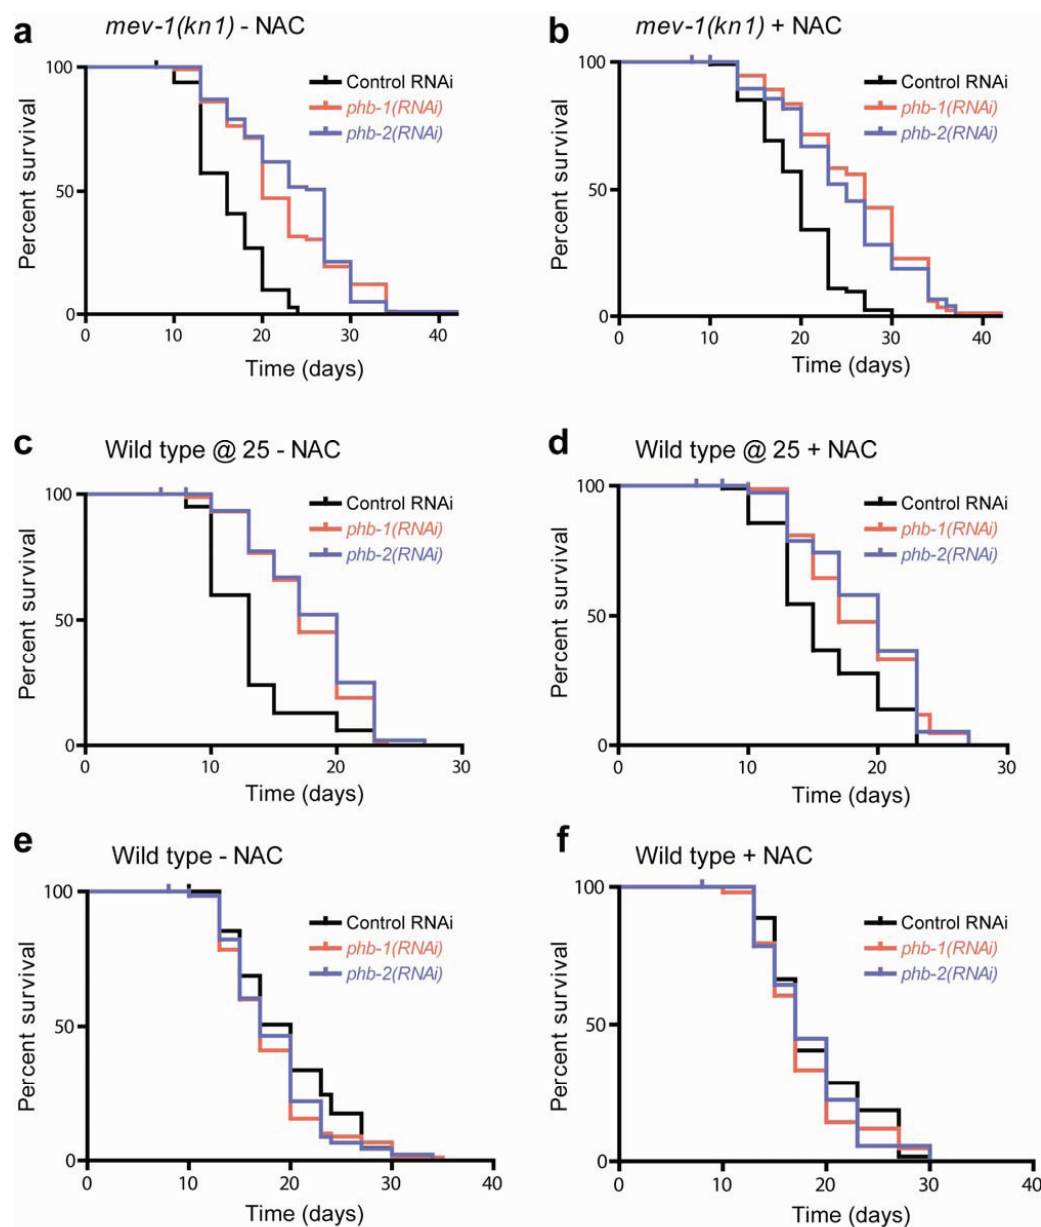 a
mev-1(kn1) - NAC
Percent survival
100
50
0
Control RNAi
phb-1(RNAi)
phb-2(RNAi)
0 10 20 30 40
Time (days)
b
mev-1(kn1) + NAC
Percent survival
100
50
0
Control RNAi
phb-1(RNAi)
phb-2(RNAi)
0 10 20 30 40
Time (days)
c
Wild type @ 25 - NAC
Percent survival
100
50
0
Control RNAi
phb-1(RNAi)
phb-2(RNAi)
0 10 20 30
Time (days)
d
Wild type @ 25 + NAC
Percent survival
100
50
0
Control RNAi
phb-1(RNAi)
phb-2(RNAi)
0 10 20 30
Time (days)
e
Wild type - NAC
Percent survival
100
50
0
Control RNAi
phb-1(RNAi)
phb-2(RNAi)
0 10 20 30 40
Time (days)
f
Wild type + NAC
Percent survival
100
50
0
Control RNAi
phb-1(RNAi)
phb-2(RNAi)
0 10 20 30 40
Time (days)